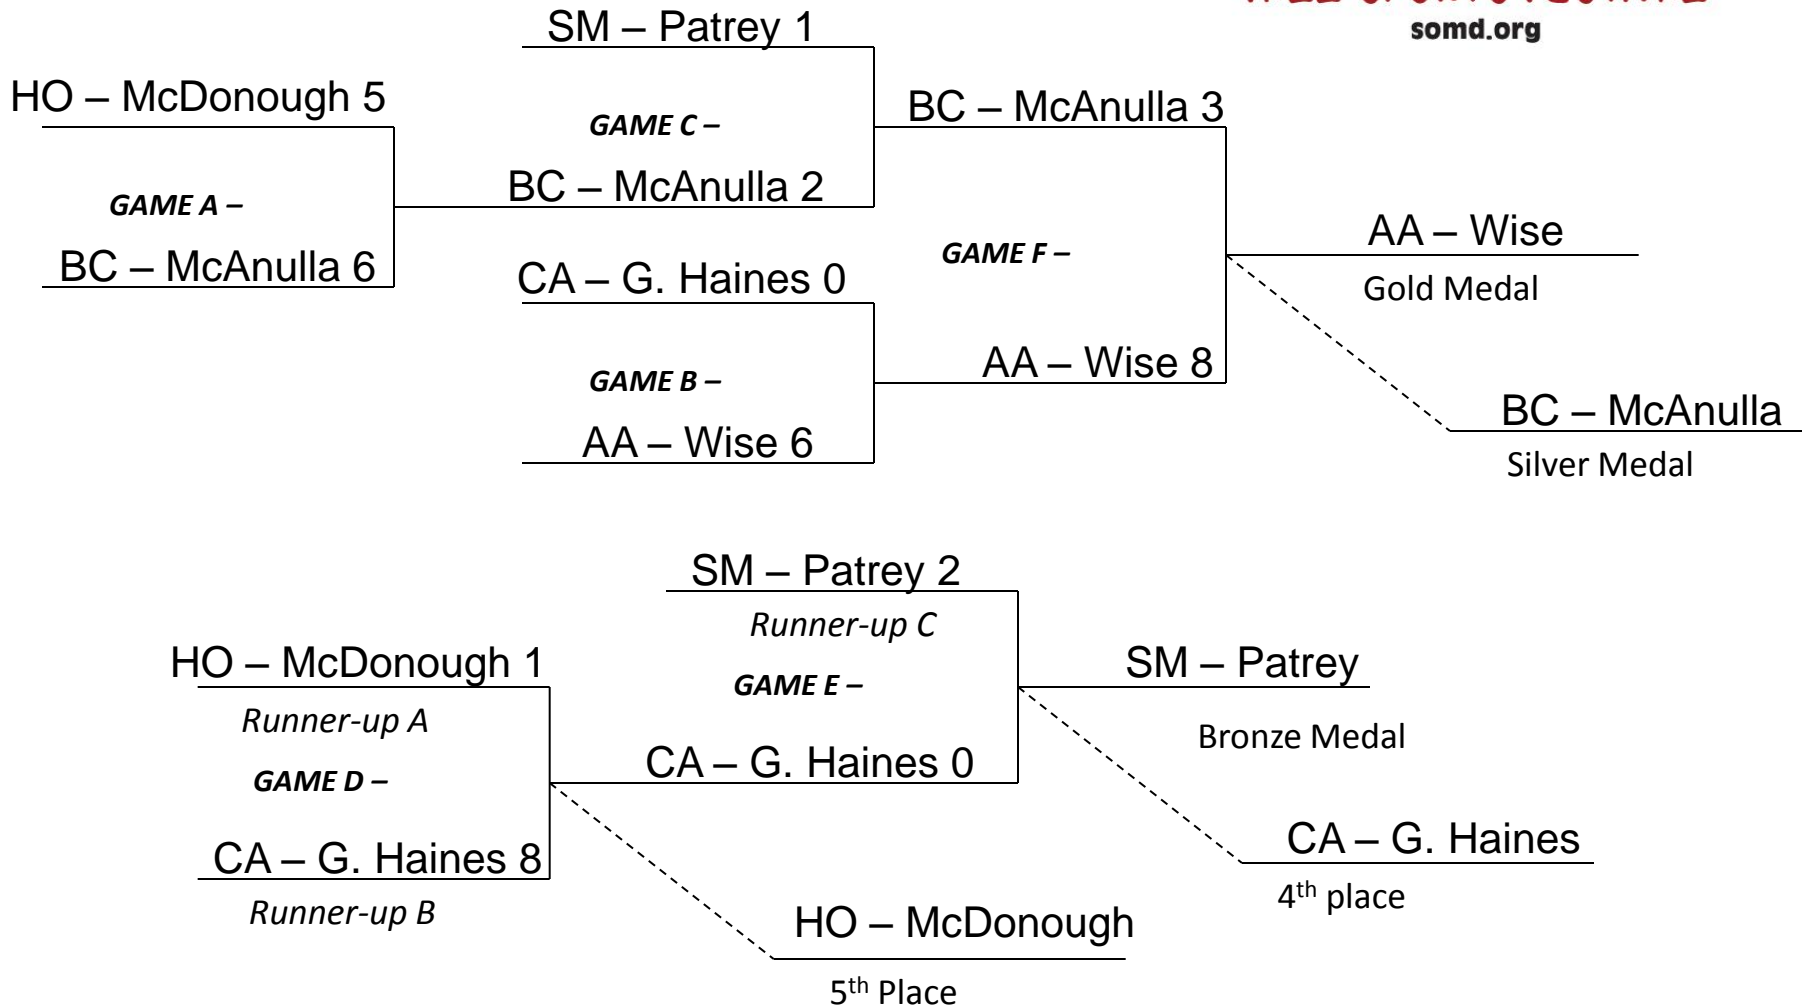 somd.org
SM – Patrey 1
HO – McDonough 5
GAME C –
BC – McAnulla 3
BC – McAnulla 2
GAME A –
BC – McAnulla 6
CA – G. Haines 0
GAME F –
AA – Wise
Gold Medal
GAME B –
AA – Wise 8
AA – Wise 6
BC – McAnulla
Silver Medal
SM – Patrey 2
Runner-up C
HO – McDonough 1
Runner-up A
GAME E –
SM – Patrey
Bronze Medal
GAME D –
CA – G. Haines 0
CA – G. Haines 8
Runner-up B
CA – G. Haines
4th place
HO – McDonough
5th Place